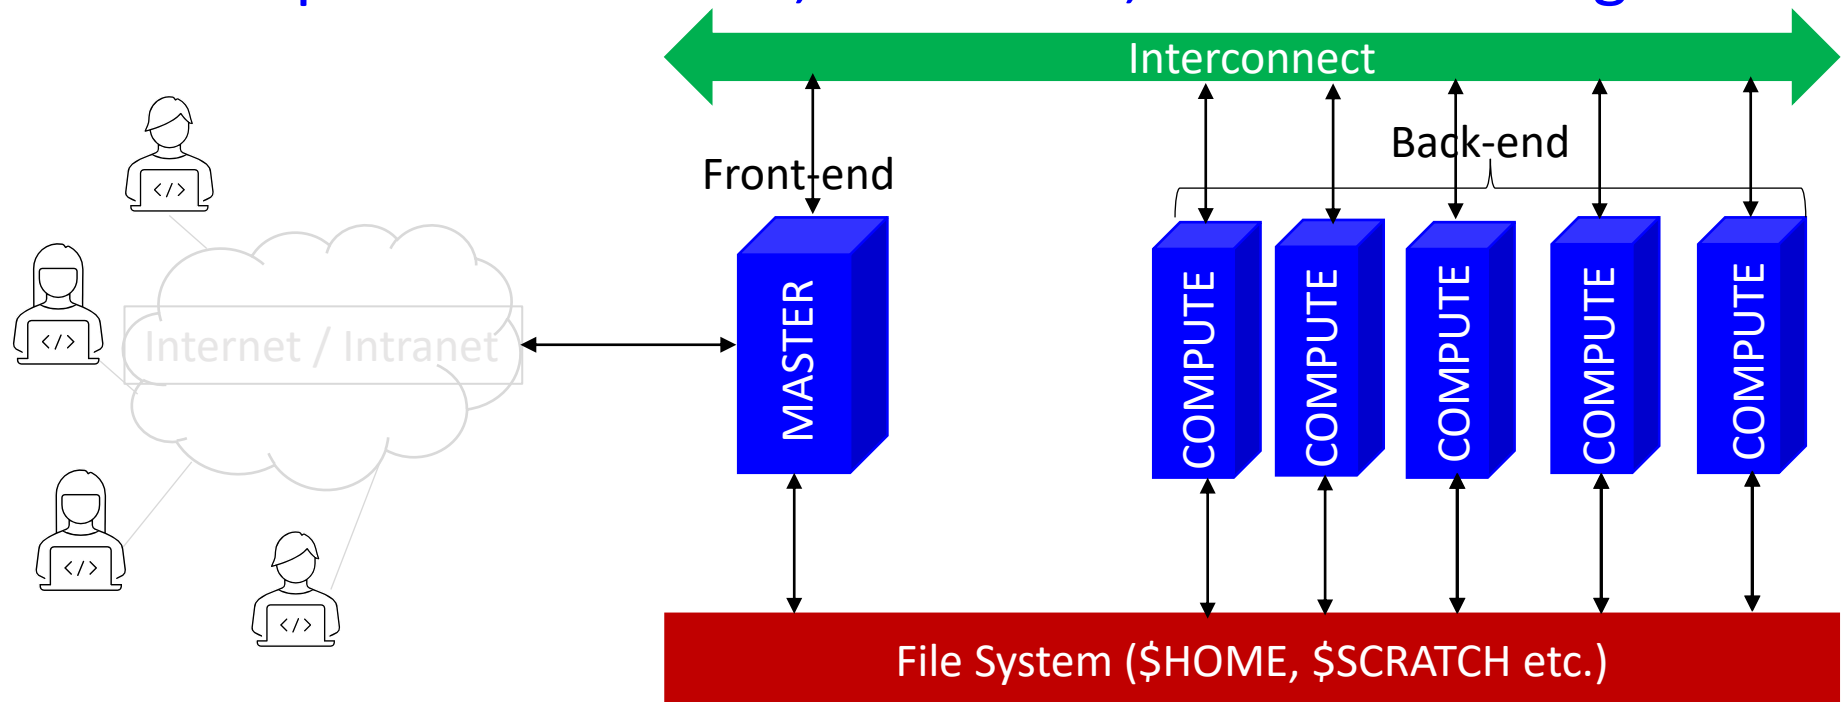 Interconnect
Back-end
Front-end
</>
</>
Internet / Intranet
MASTER
COMPUTE
COMPUTE
COMPUTE
COMPUTE
COMPUTE
</>
</>
File System ($HOME, $SCRATCH etc.)